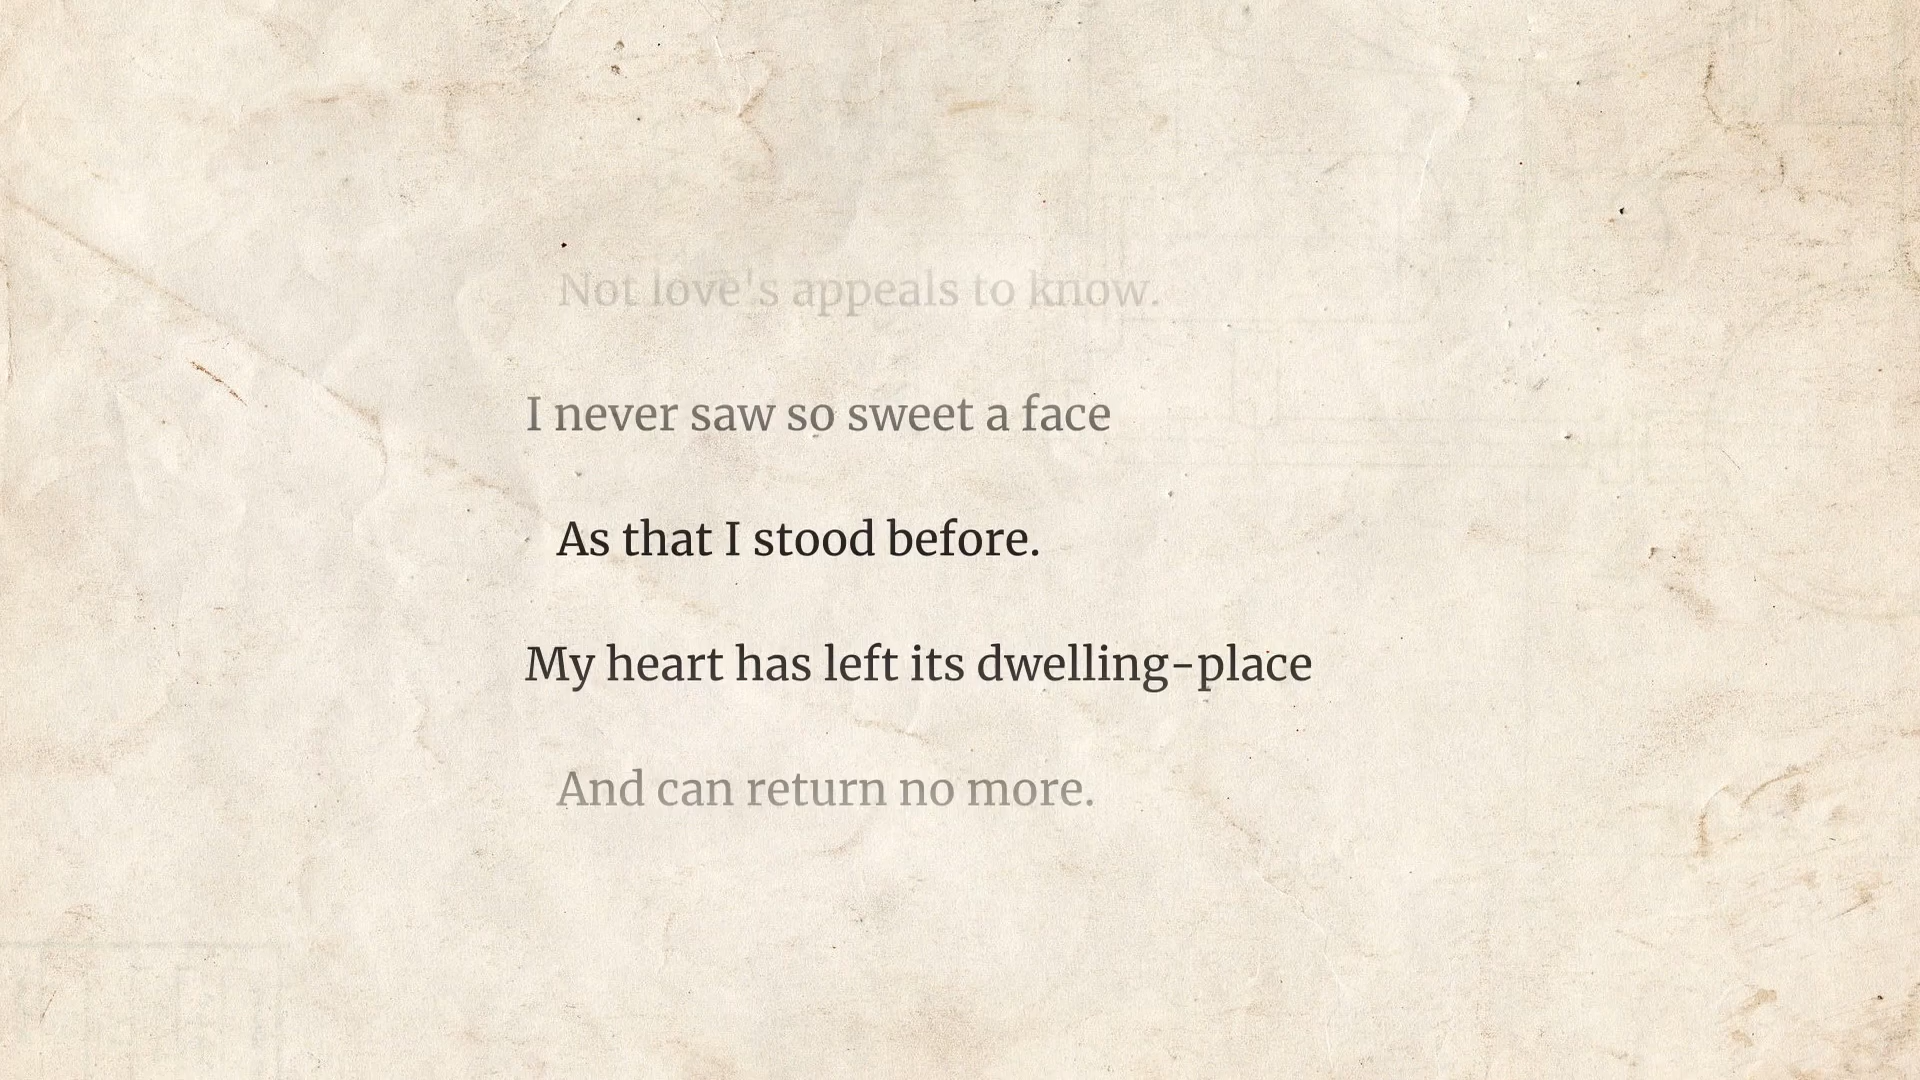 Not love's appeals to know.
I never saw so sweet a face
As that I stood before.
My heart has left its dwelling-place
And can return no more.